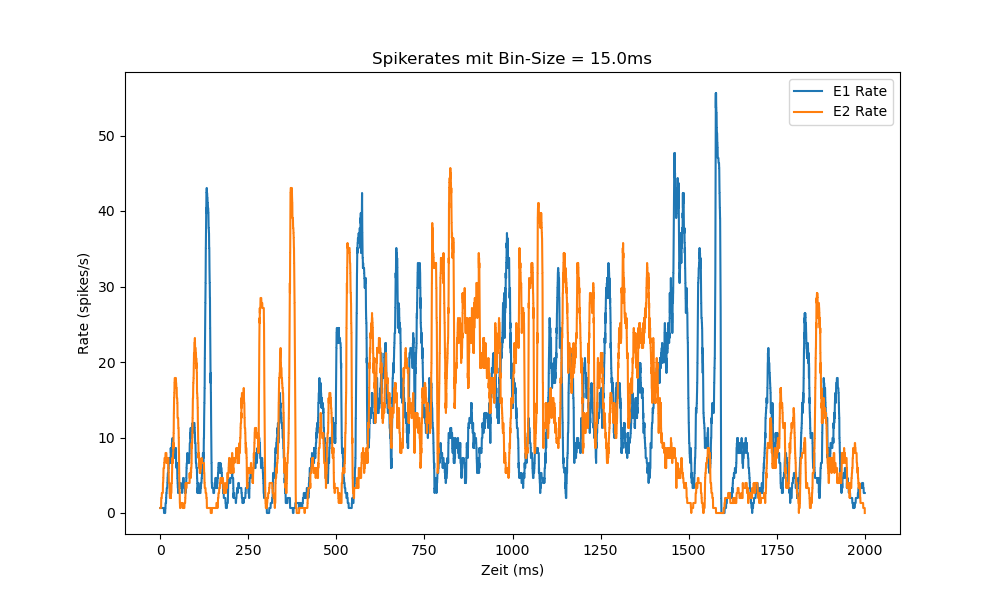 Spikerates mit Bin-Size = 15.0ms
E1 Rate
E2 Rate
Rate (spikes/s)
50
40
30
20
10
0
0 250 500 750 1000 1250 1500 1750 2000
Zeit (ms)